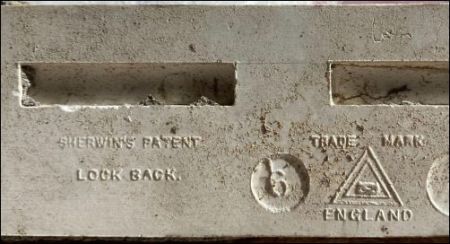 SHERWIN'S PATENT
LOCK BACK.
6
TRADE MARK
ENGLAND